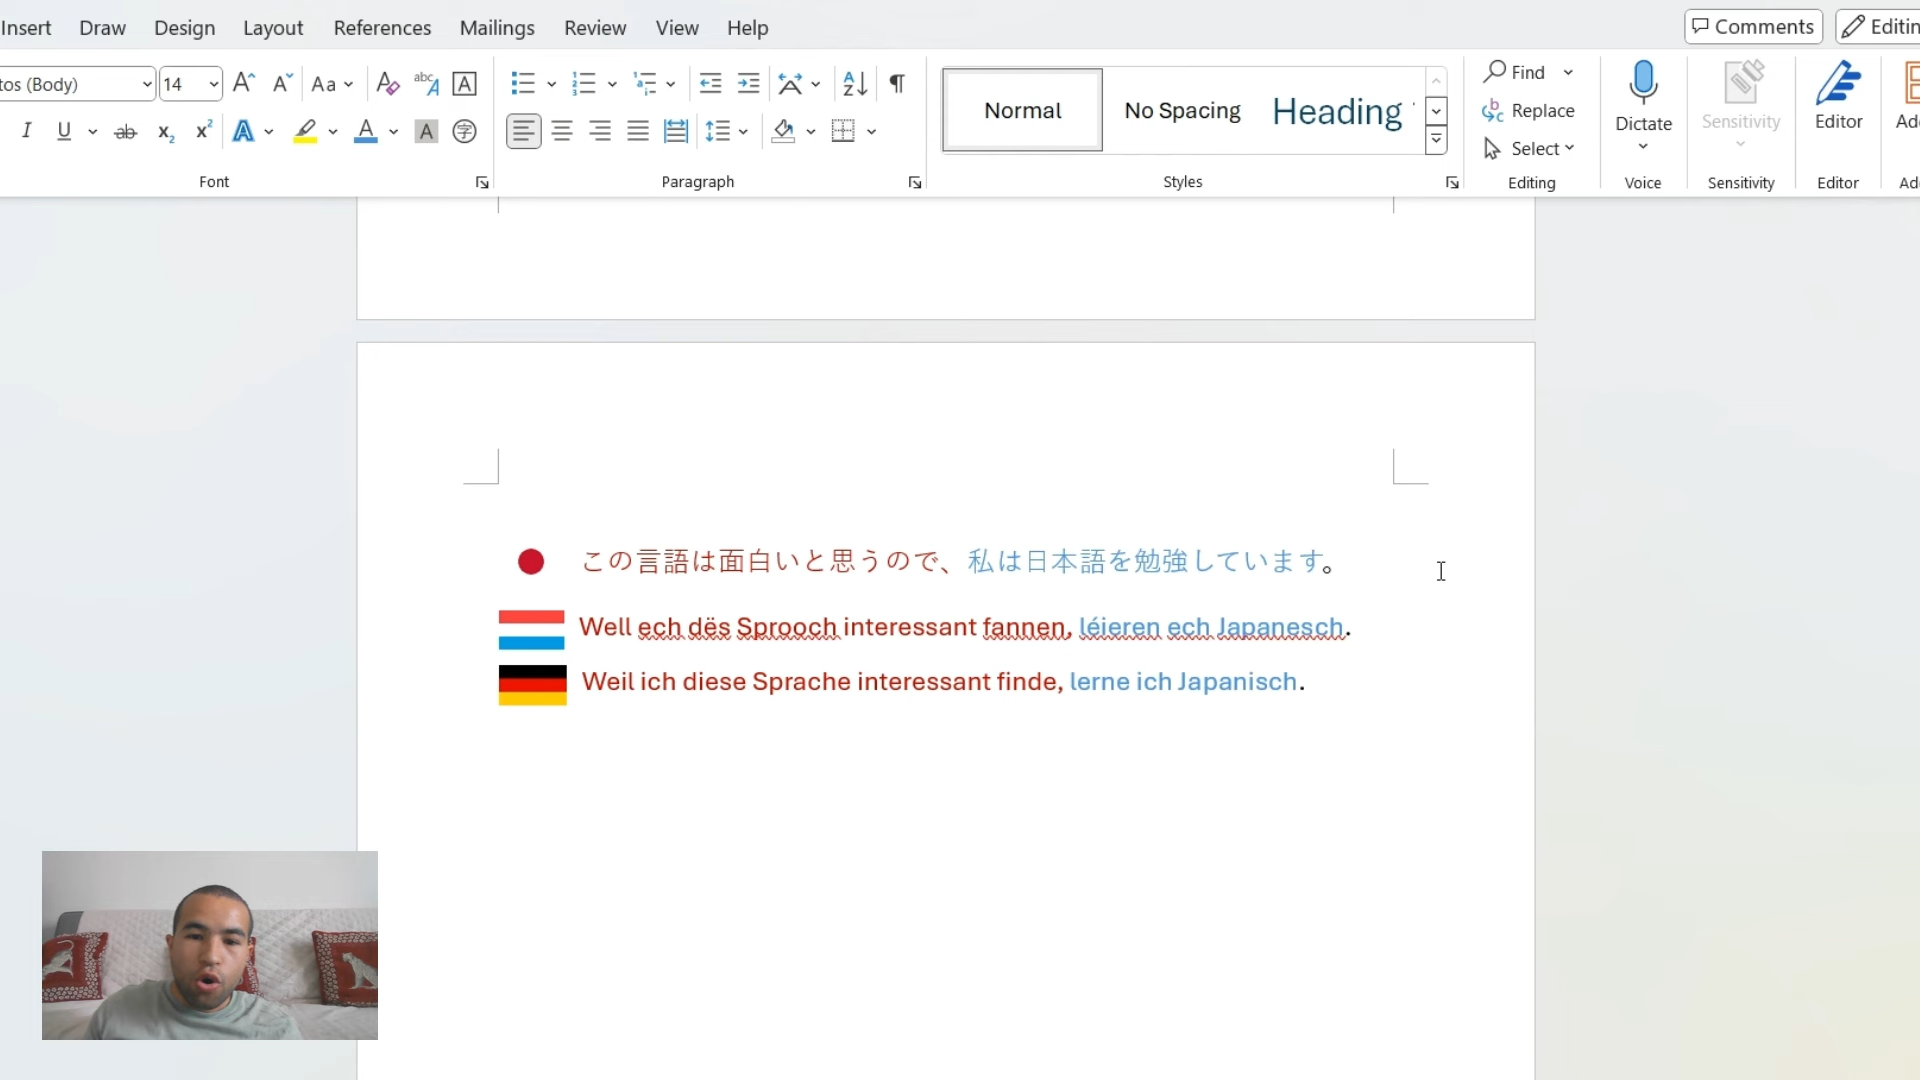 Insert Draw Design Layout References Mailings Review View Help Comments
(Body) 14 Aa Normal No Spacing Heading Find
Replace
Select
Dictate Sensitivity Editor
Font Paragraph Styles Editing Voice Sensitivity Editor
この言語は面白いと思うので、私は日本語を勉強しています。
Well ech dës Sprooch interessant fannen, léieren ech Japanesch.
Weil ich diese Sprache interessant finde, lerne ich Japanisch.